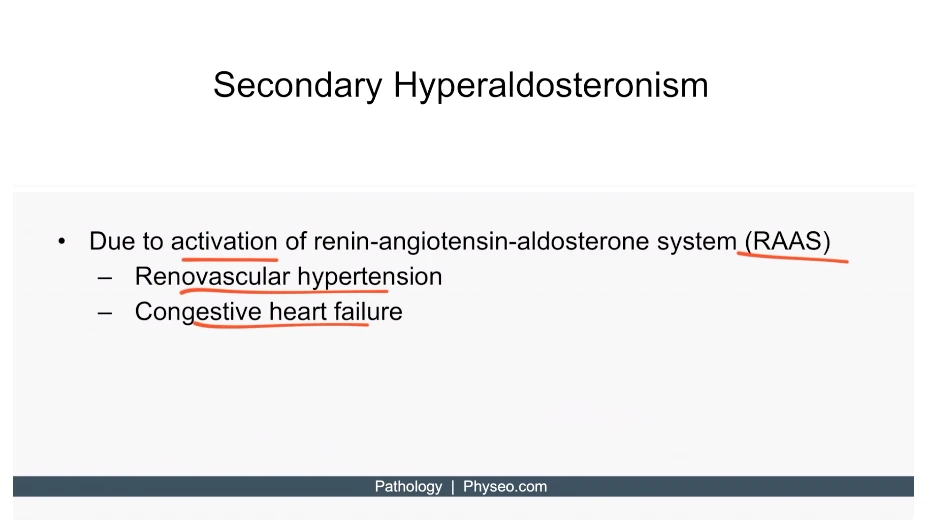 Secondary Hyperaldosteronism
• Due to activation of renin-angiotensin-aldosterone system (RAAS)
– Renovascular hypertension
– Congestive heart failure
Pathology | Physeo.com